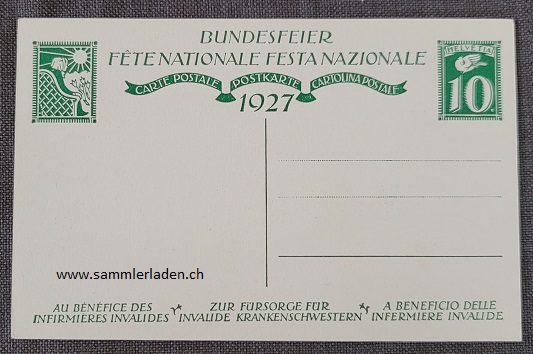 BUNDESFEIER
FÊTE NATIONALE FESTA NAZIONALE
CARTE POSTALE POSTKARTE CARTOLINA POSTALE
1927
HELVETIA
10
www.sammlerladen.ch
AU BÉNÉFICE DES INFIRMIÈRES INVALIDES
ZUR FÜRSORGE FÜR INVALIDE KRANKENSCHWESTERN
A BENEFICIO DELLE INFERMIERE INVALIDE